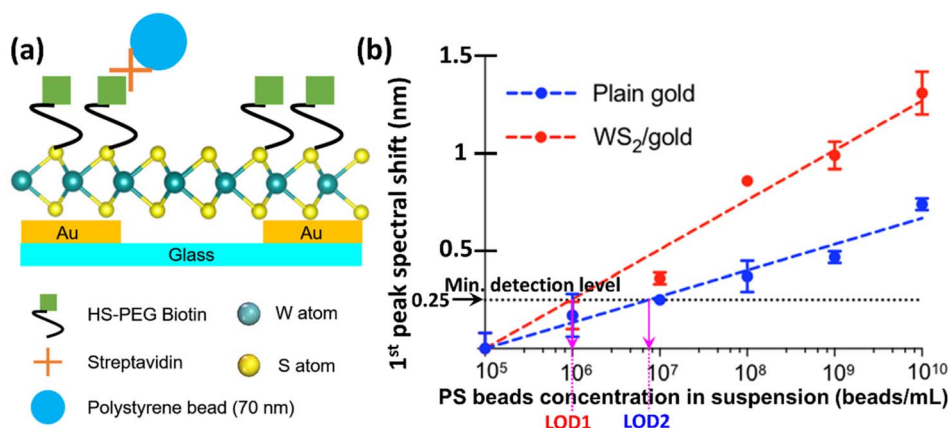 (a)
Au
Au
Glass
HS-PEG Biotin
W atom
Streptavidin
S atom
Polystyrene bead (70 nm)
(b)
1st peak spectral shift (nm)
1.5
1
0.5
0.25
0
Plain gold
WS2/gold
Min. detection level
10^5
10^6
10^7
10^8
10^9
10^10
PS beads concentration in suspension (beads/mL)
LOD1
LOD2